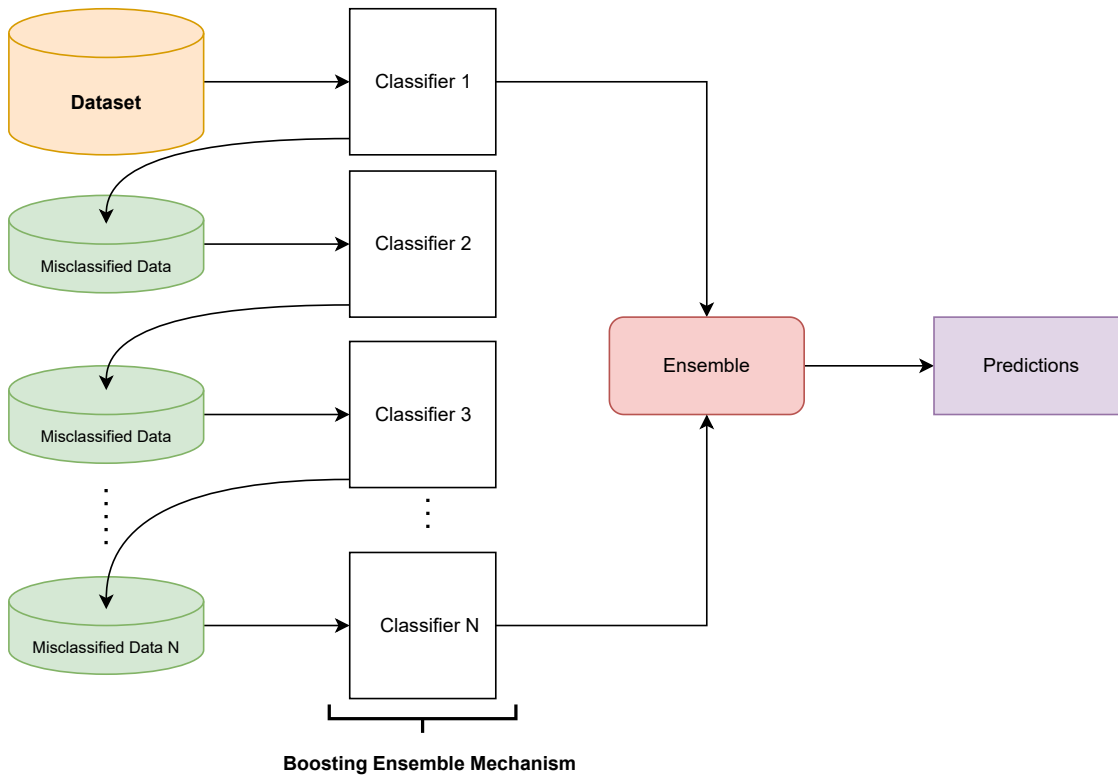 Dataset
Classifier 1
Misclassified Data
Classifier 2
Misclassified Data
Classifier 3
Ensemble
Predictions
Misclassified Data N
Classifier N
Boosting Ensemble Mechanism